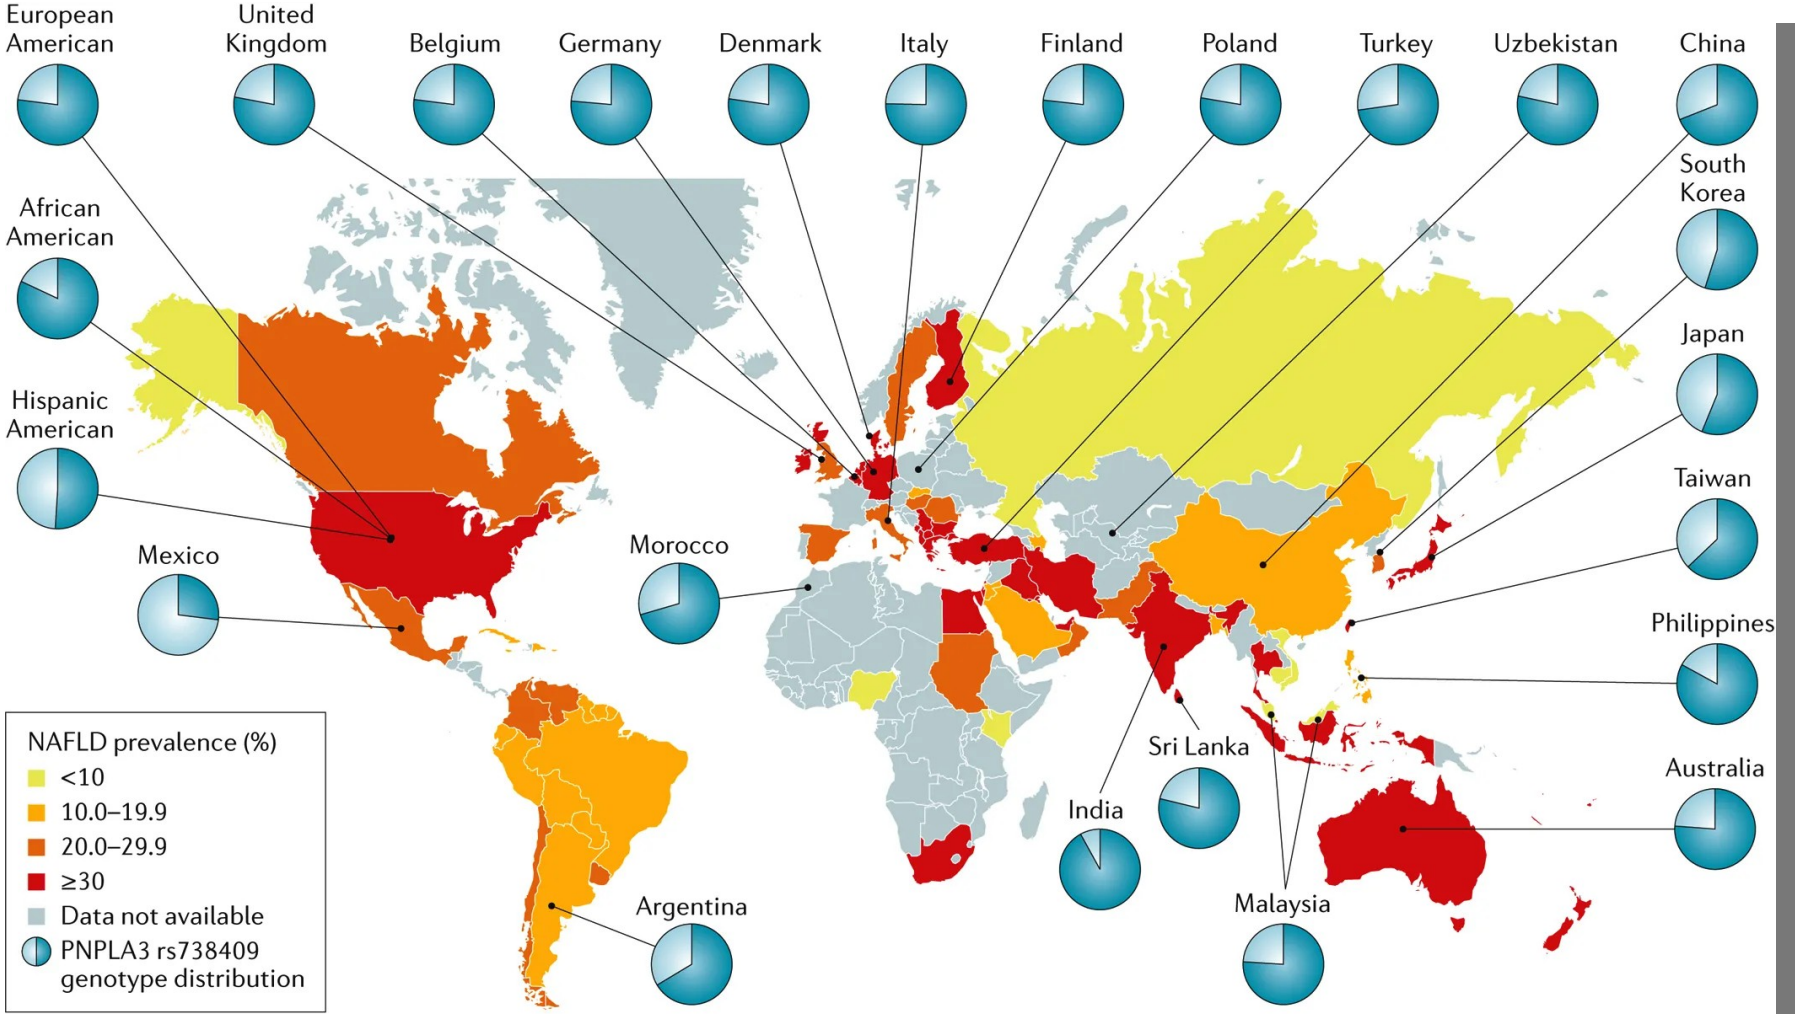 European
American
United
Kingdom
Belgium
Germany
Denmark
Italy
Finland
Poland
Turkey
Uzbekistan
China
South
Korea
African
American
Japan
Hispanic
American
Taiwan
Mexico
Morocco
Philippines
Sri Lanka
Australia
India
Malaysia
Argentina
NAFLD prevalence (%)
<10
10.0–19.9
20.0–29.9
≥30
Data not available
PNPLA3 rs738409
genotype distribution